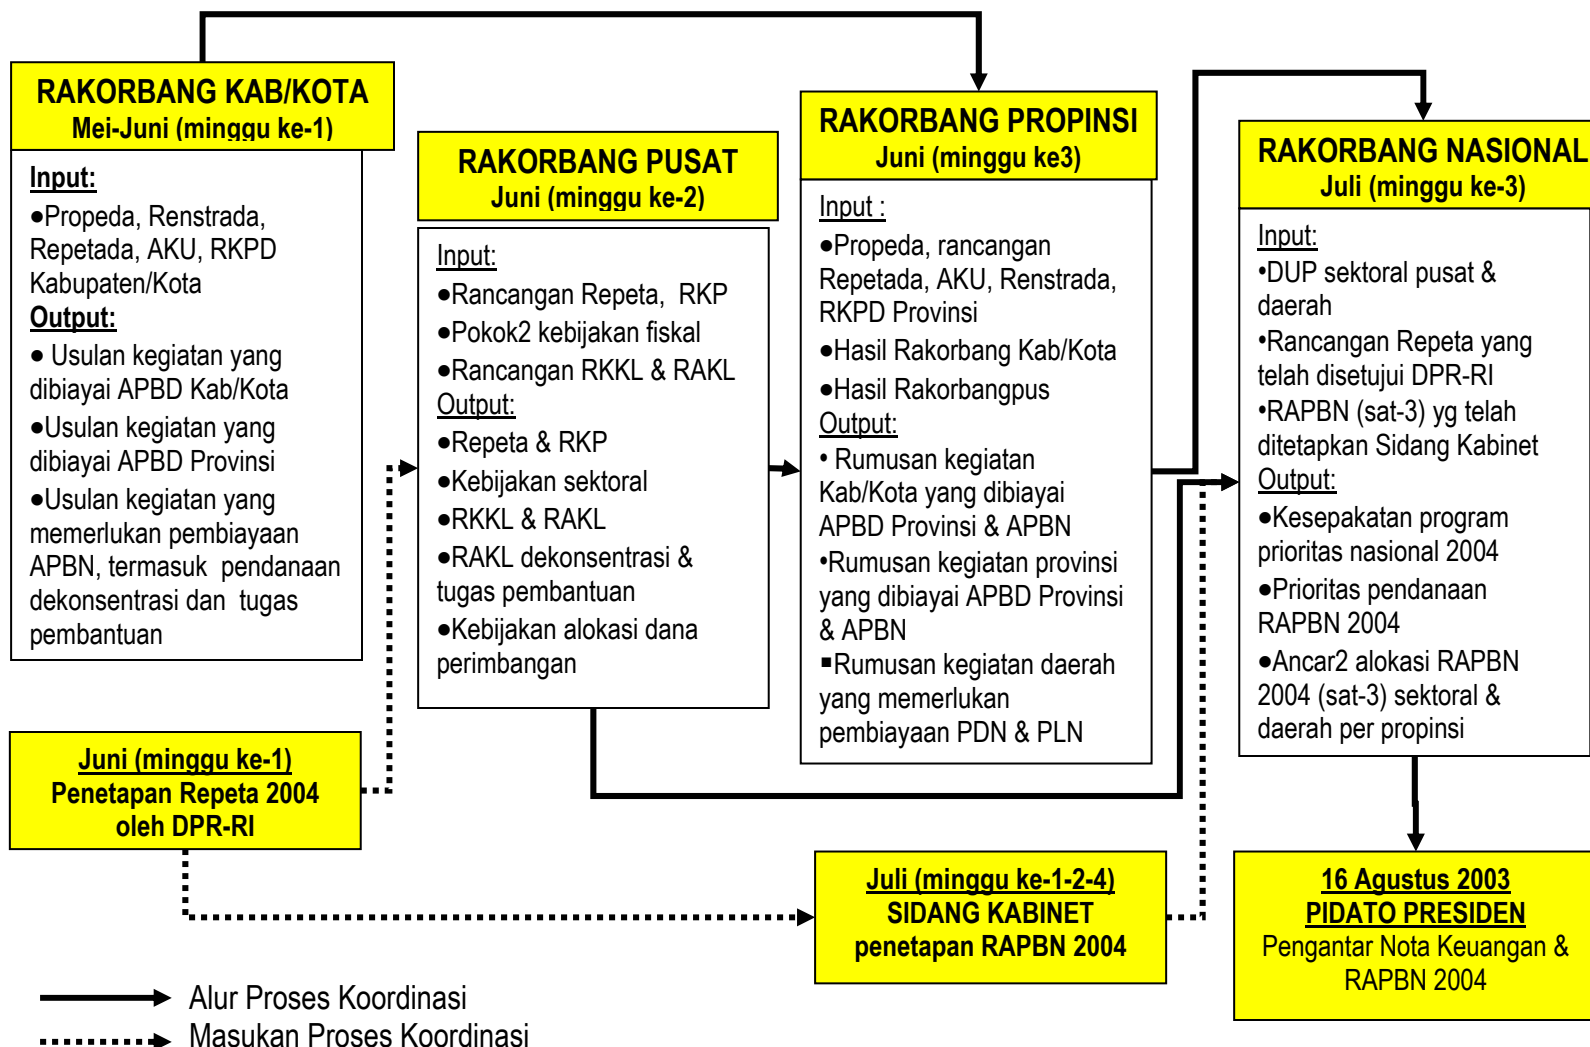 RAKORBANG KAB/KOTA
Mei-Juni (minggu ke-1)
Input:
●Propeda, Renstrada,
Repetada, AKU, RKPD
Kabupaten/Kota
Output:
● Usulan kegiatan yang
dibiayai APBD Kab/Kota
●Usulan kegiatan yang
dibiayai APBD Provinsi
●Usulan kegiatan yang
memerlukan pembiayaan
APBN, termasuk pendanaan
dekonsentrasi dan tugas
pembantuan
RAKORBANG PUSAT
Juni (minggu ke-2)
Input:
●Rancangan Repeta, RKP
●Pokok2 kebijakan fiskal
●Rancangan RKKL & RAKL
Output:
●Repeta & RKP
●Kebijakan sektoral
●RKKL & RAKL
●RAKL dekonsentrasi &
tugas pembantuan
●Kebijakan alokasi dana
perimbangan
RAKORBANG PROPINSI
Juni (minggu ke3)
Input :
●Propeda, rancangan
Repetada, AKU, Renstrada,
RKPD Provinsi
●Hasil Rakorbang Kab/Kota
●Hasil Rakorbangpus
Output:
• Rumusan kegiatan
Kab/Kota yang dibiayai
APBD Provinsi & APBN
•Rumusan kegiatan provinsi
yang dibiayai APBD Provinsi
& APBN
▪Rumusan kegiatan daerah
yang memerlukan
pembiayaan PDN & PLN
RAKORBANG NASIONAL
Juli (minggu ke-3)
Input:
•DUP sektoral pusat &
daerah
•Rancangan Repeta yang
telah disetujui DPR-RI
•RAPBN (sat-3) yg telah
ditetapkan Sidang Kabinet
Output:
●Kesepakatan program
prioritas nasional 2004
●Prioritas pendanaan
RAPBN 2004
●Ancar2 alokasi RAPBN
2004 (sat-3) sektoral &
daerah per propinsi
Juni (minggu ke-1)
Penetapan Repeta 2004
oleh DPR-RI
Juli (minggu ke-1-2-4)
SIDANG KABINET
penetapan RAPBN 2004
16 Agustus 2003
PIDATO PRESIDEN
Pengantar Nota Keuangan &
RAPBN 2004
Alur Proses Koordinasi
Masukan Proses Koordinasi